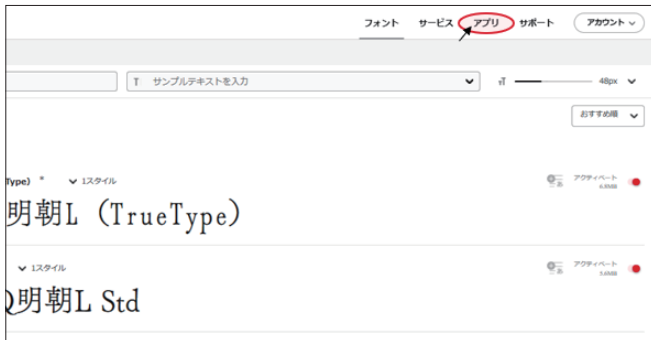 フォント サービス アプリ サポート アカウント
サンプルテキストを入力 48px
おすすめ順
Type) * 1スタイル アクティベート
明朝L (TrueType)
1スタイル アクティベート
明朝L Std